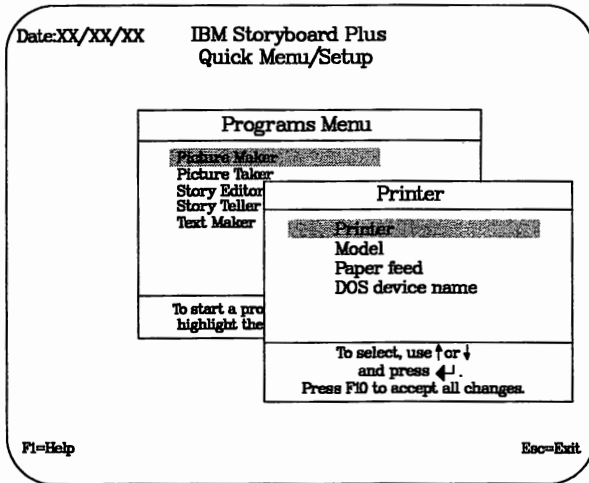 Date:XX/XX/XX
IBM Storyboard Plus
Quick Menu/Setup
Programs Menu
Picture Maker
Picture Taker
Story Editor
Story Teller
Text Maker
To start a pro
highlight the
Printer
Printer
Model
Paper feed
DOS device name
To select, use ↑ or ↓
and press ↵.
Press F10 to accept all changes.
F1=Help
Esc=Exit